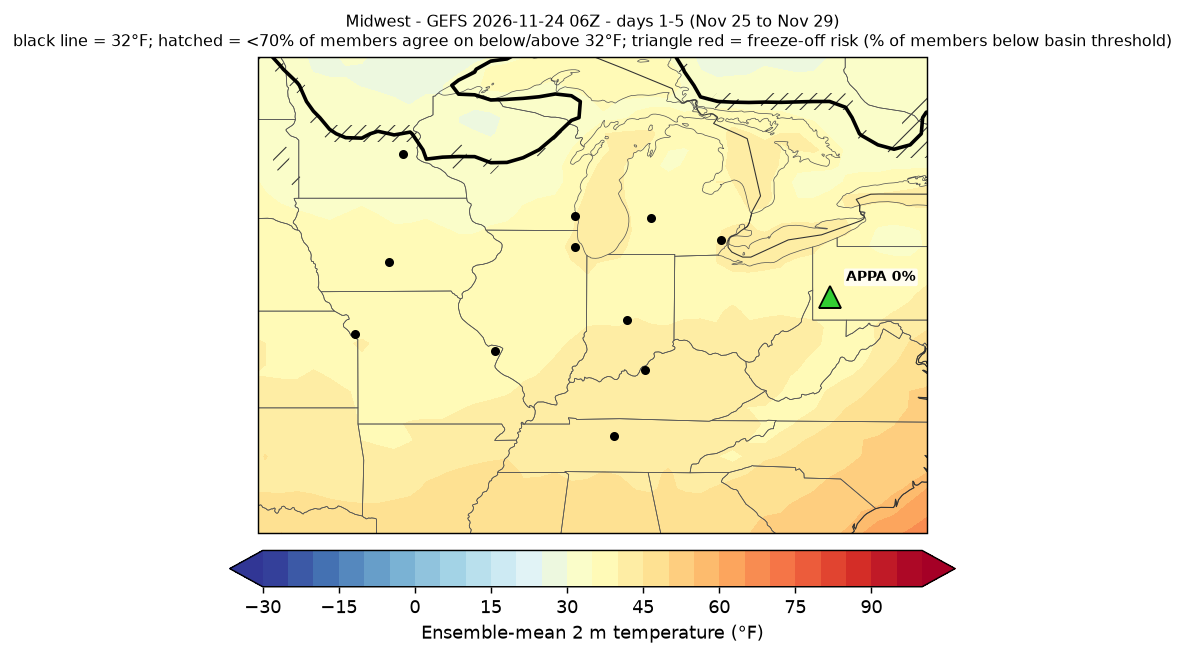 Midwest - GEFS 2026-11-24 06Z - days 1-5 (Nov 25 to Nov 29)
black line = 32°F; hatched = <70% of members agree on below/above 32°F; triangle red = freeze-off risk (% of members below basin threshold)
APPA 0%
−30 −15 0 15 30 45 60 75 90
Ensemble-mean 2 m temperature (°F)